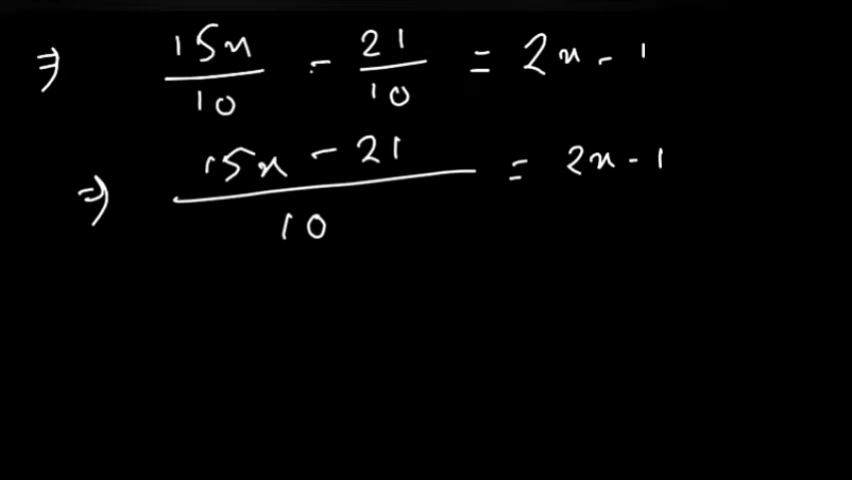 ⇒ 15x/10 - 21/10 = 2x - 1
⇒ (15x - 21)/10 = 2x - 1